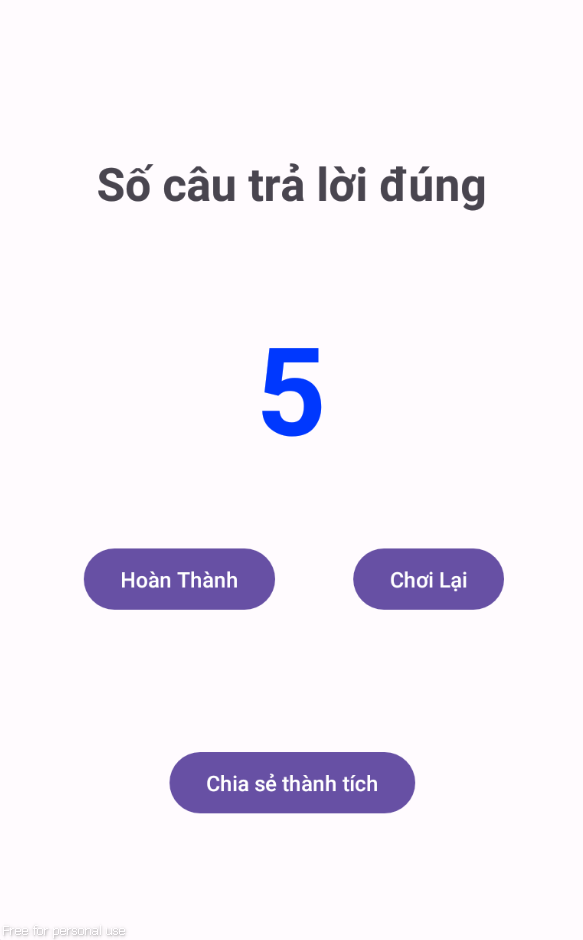 Số câu trả lời đúng
5
Hoàn Thành
Chơi Lại
Chia sẻ thành tích
Free for personal use